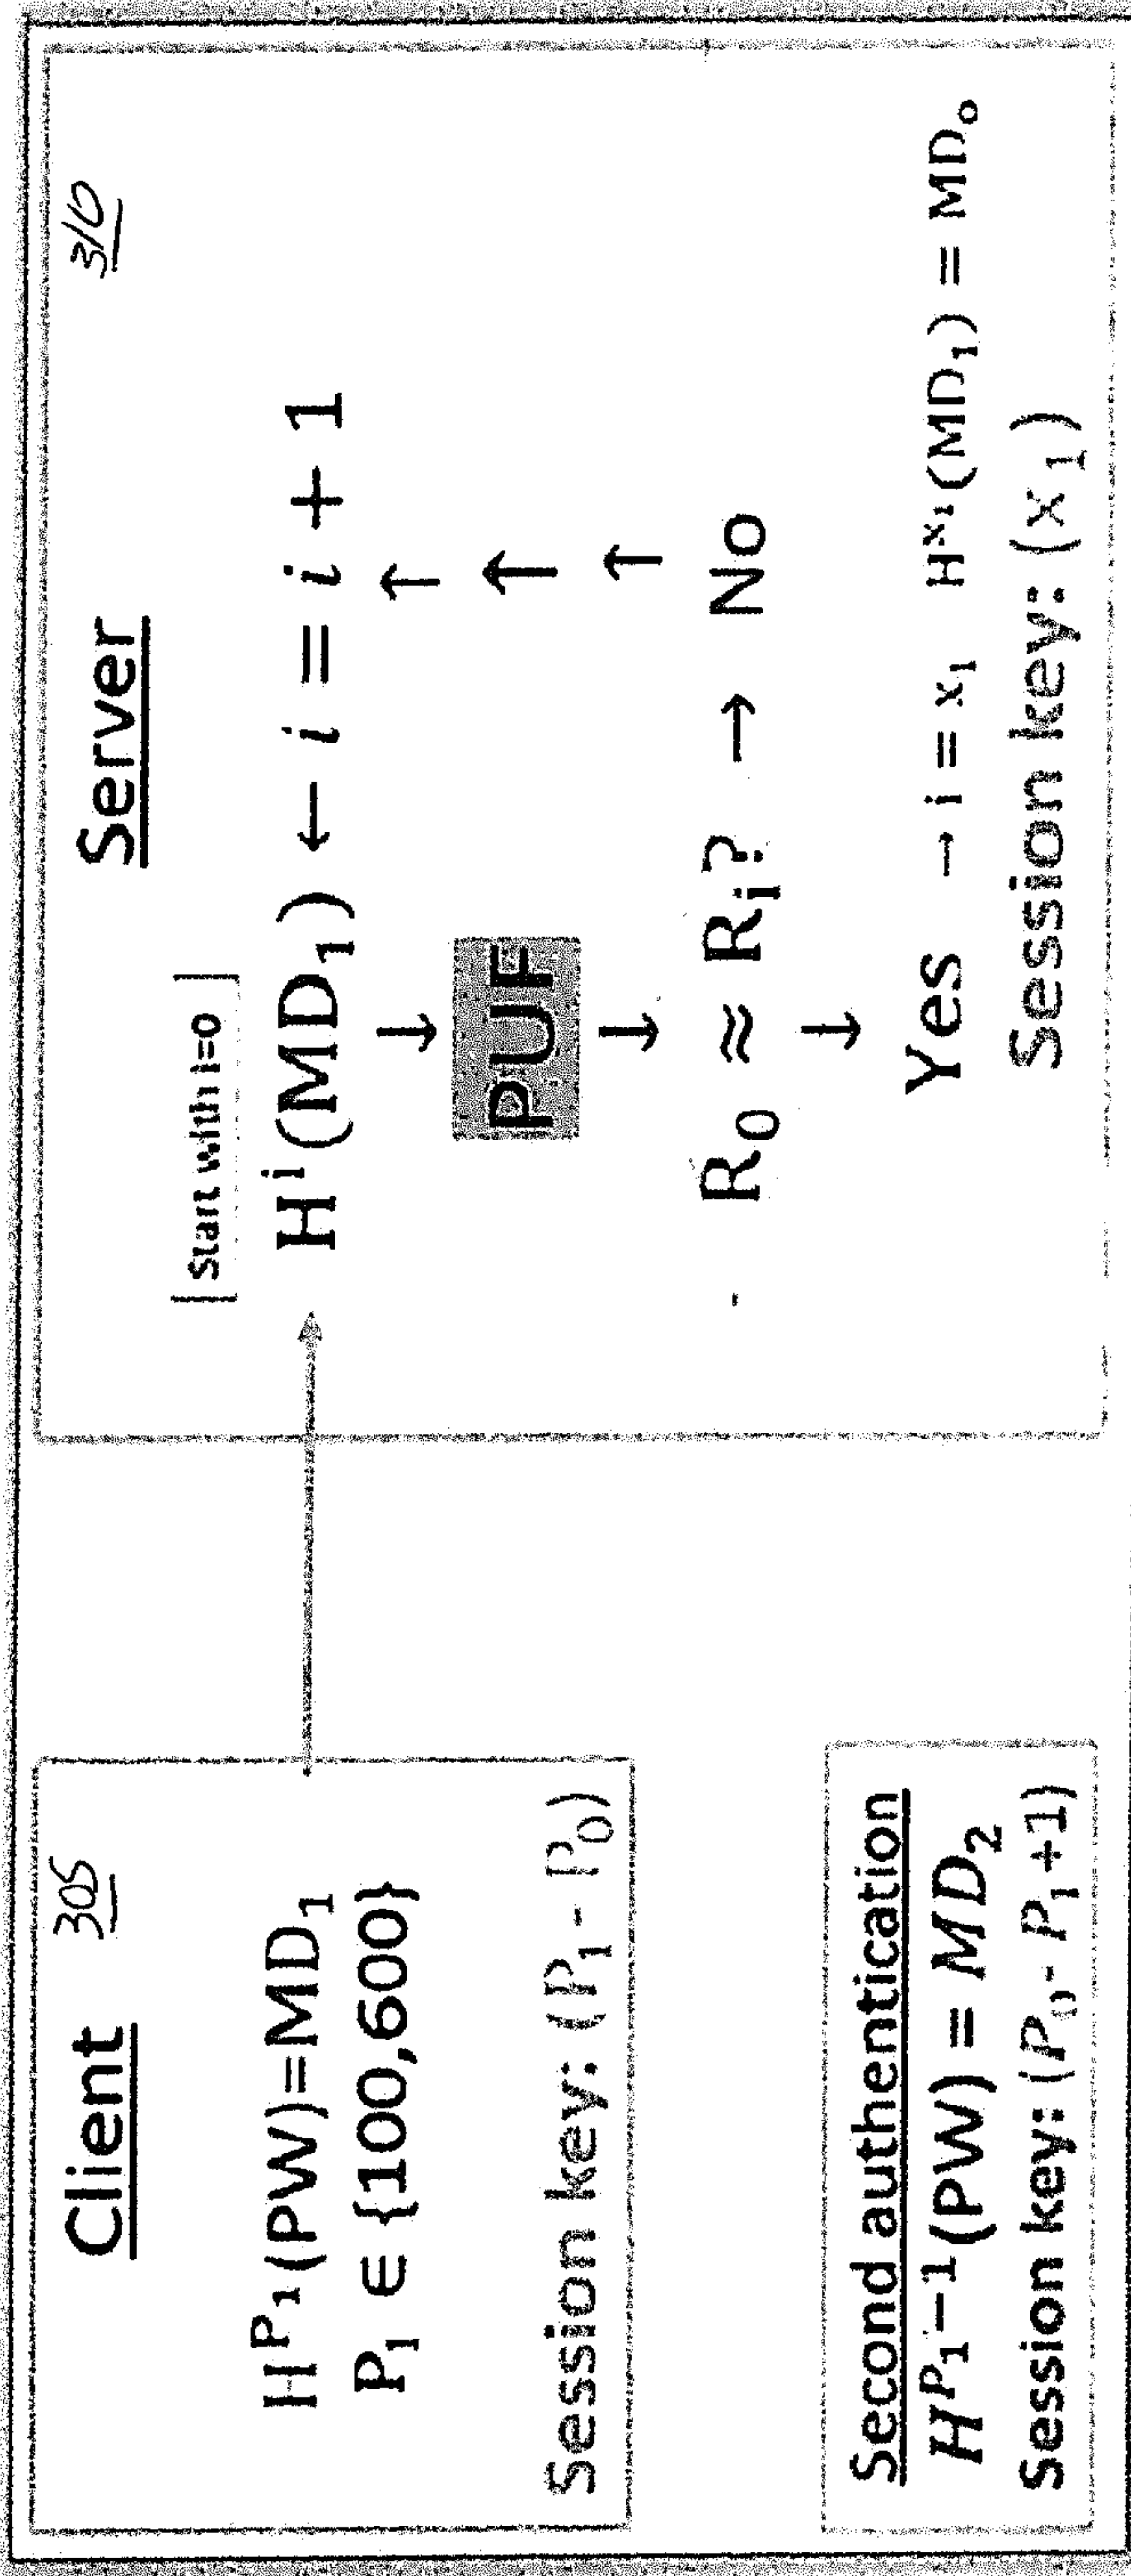 Client 305
H^P₁(PW)=MD₁
P₁ ∈ {100,600}
Session key: (P₁ - P₀)
Second authentication
H^P₁−1(PW) = MD₂
Session key: (P₀ - P₁ +1)
Server 310
Start with i=0
Hⁱ(MD₁) ← i = i + 1
↓ ↑
PUF ↑
↓ ↑
R₀ ≈ Rᵢ? → No
↓
Yes → i = x₁ H^x₁(MD₁) = MD₀
Session key: (x₁)